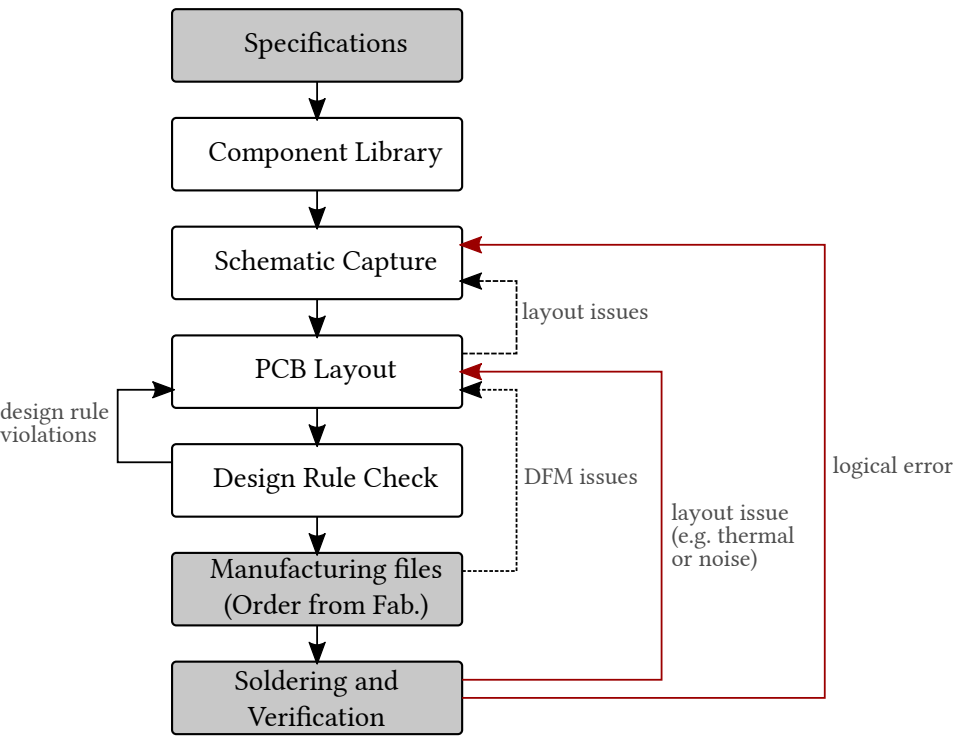 Specifications
Component Library
Schematic Capture
layout issues
PCB Layout
design rule
violations
Design Rule Check
DFM issues
logical error
layout issue
(e.g. thermal
or noise)
Manufacturing files
(Order from Fab.)
Soldering and
Verification